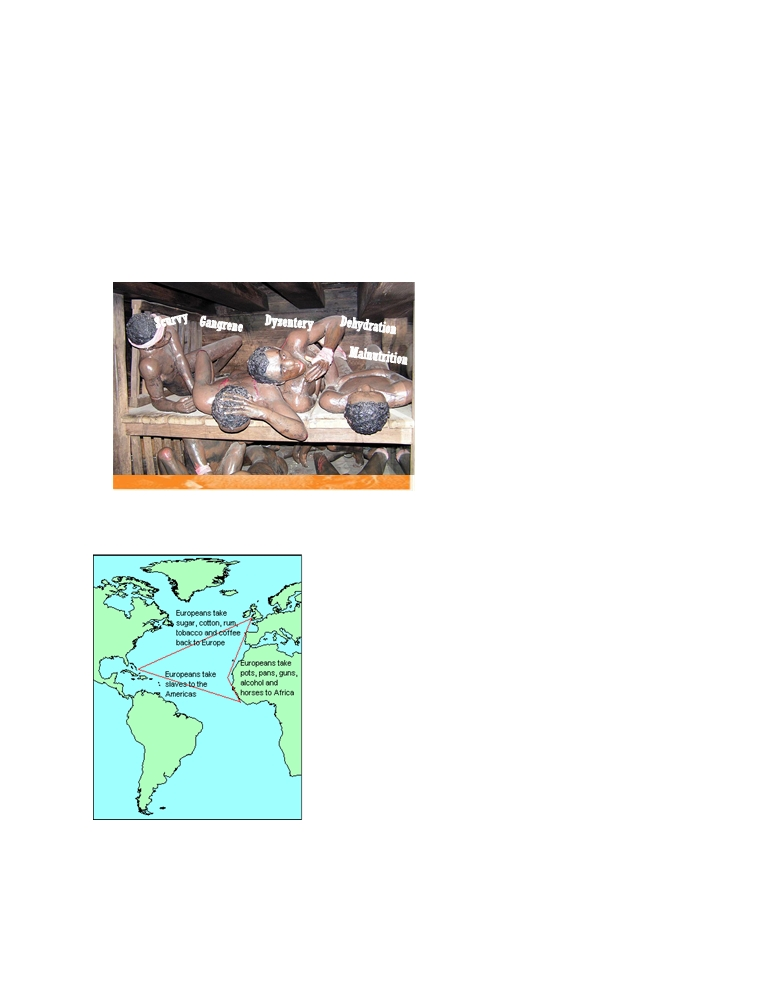 Scurvy Gangrene Dysentery Dehydration
Malnutrition
Europeans take
sugar, cotton, rum,
tobacco and coffee
back to Europe
Europeans take
slaves to the
Americas
Europeans take
pots, pans, guns,
alcohol and
horses to Africa